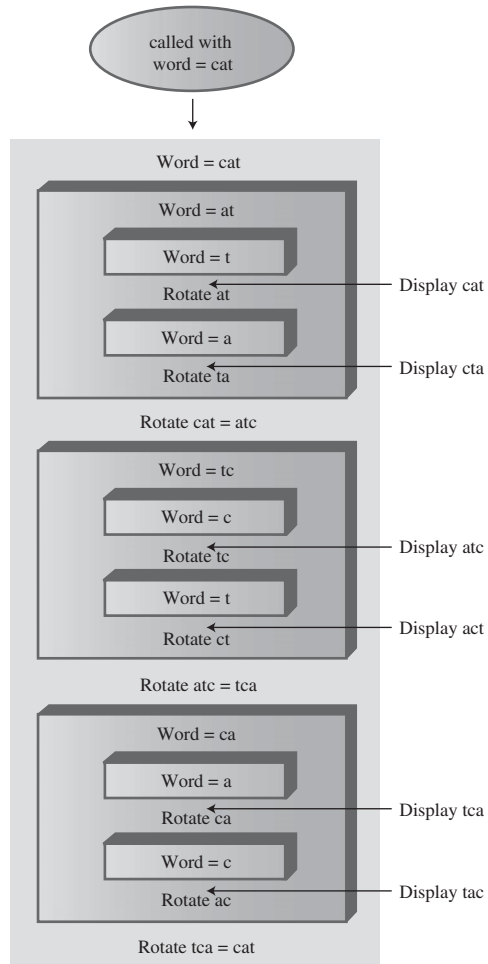 called with
word = cat
Word = cat
Word = at
Word = t
Rotate at
Display cat
Word = a
Rotate ta
Display cta
Rotate cat = atc
Word = tc
Word = c
Rotate tc
Display atc
Word = t
Rotate ct
Display act
Rotate atc = tca
Word = ca
Word = a
Rotate ca
Display tca
Word = c
Rotate ac
Display tac
Rotate tca = cat